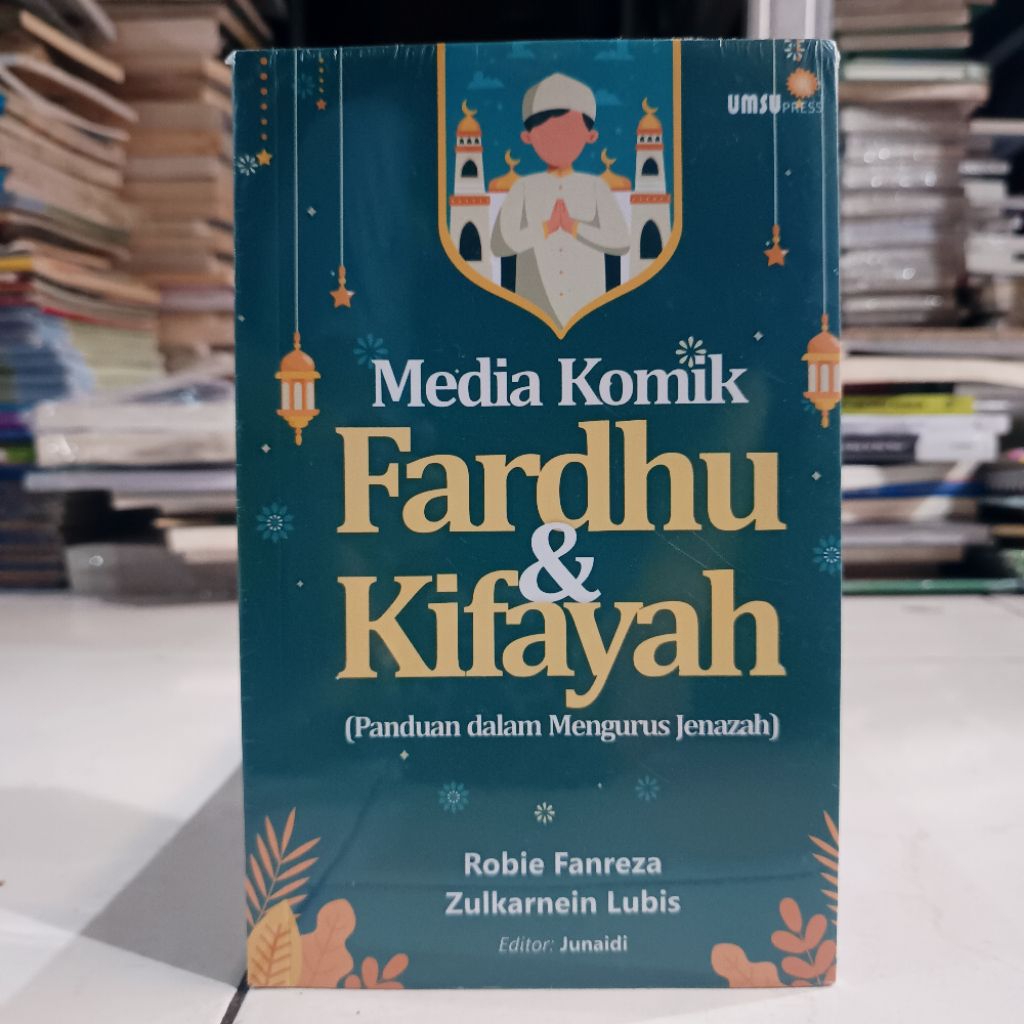 UMSU PRESS
Media Komik
Fardhu
&
Kifayah
(Panduan dalam Mengurus Jenazah)
Robie Fanreza
Zulkarnein Lubis
Editor: Junaidi